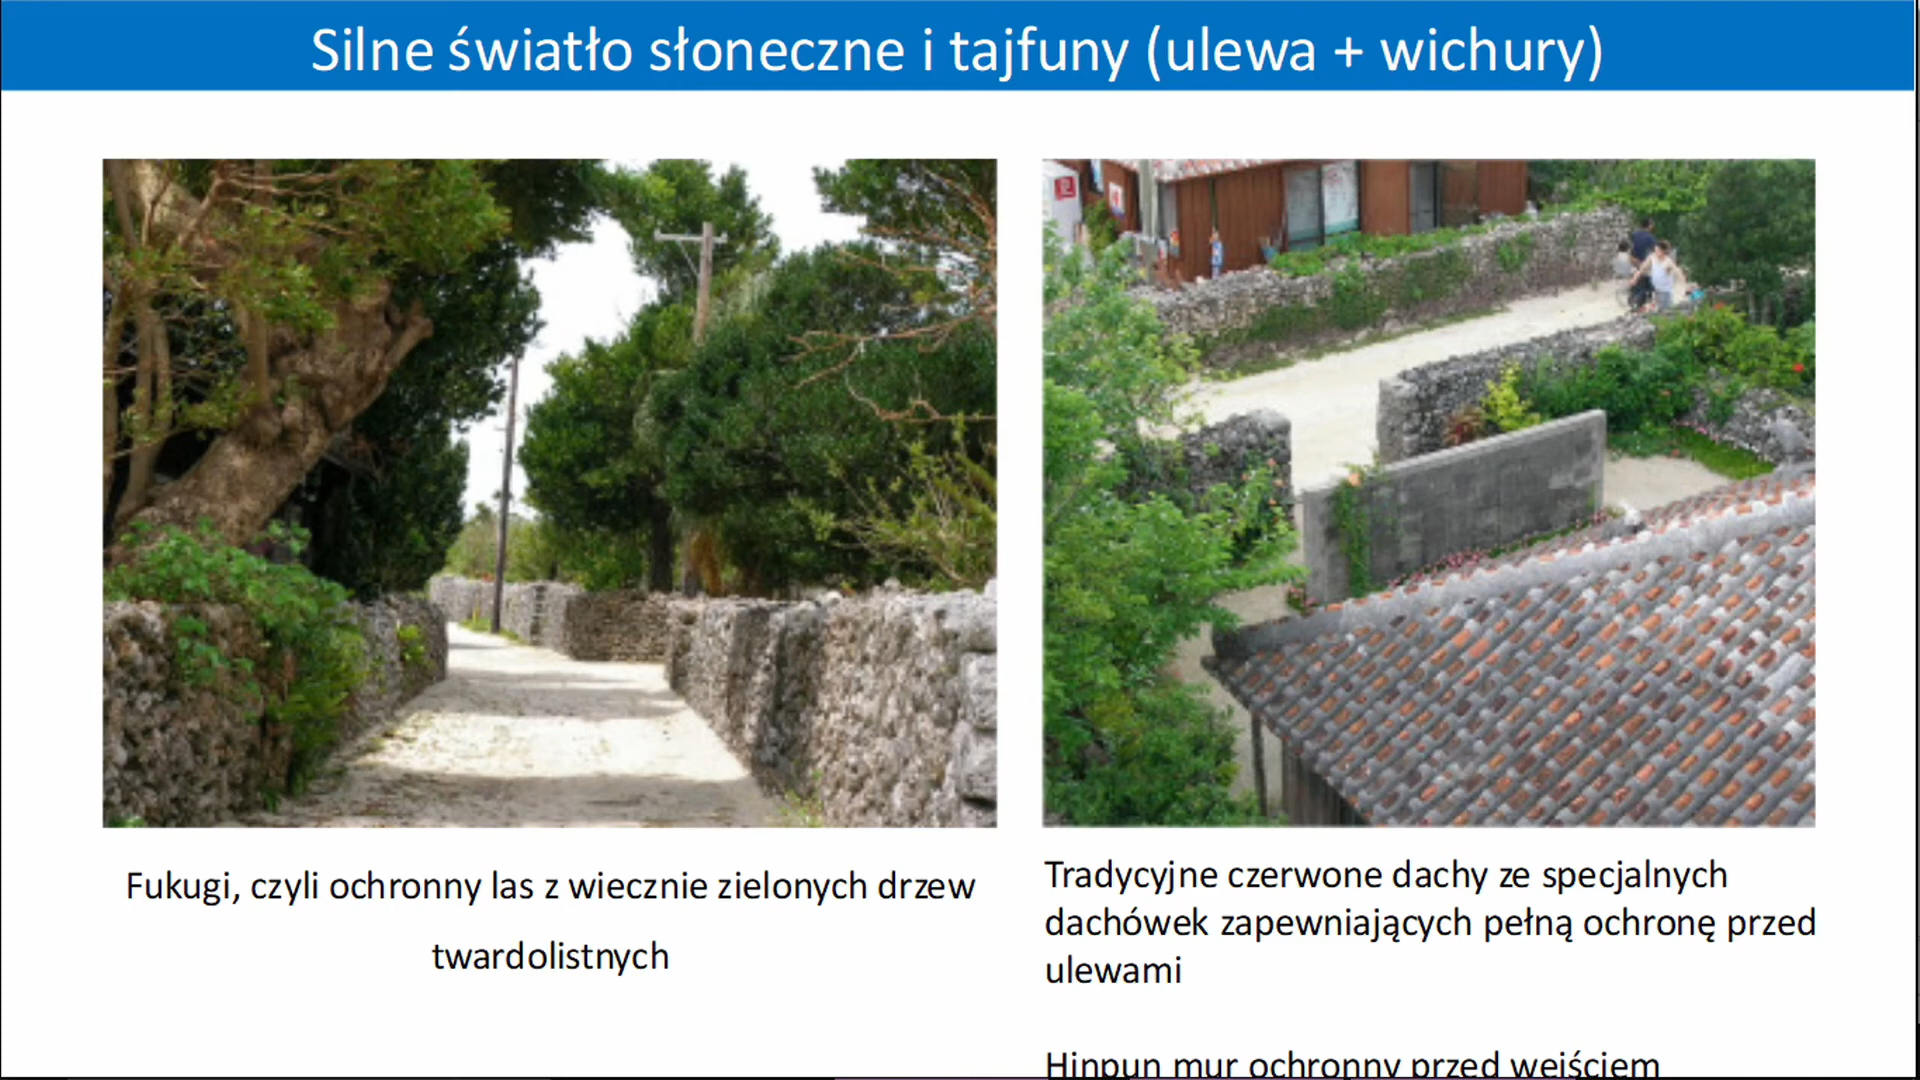 Silne światło słoneczne i tajfuny (ulewa + wichury)
Fukugi, czyli ochronny las z wiecznie zielonych drzew
twardolistnych
Tradycyjne czerwone dachy ze specjalnych
dachówek zapewniających pełną ochronę przed
ulewami
Hinpun mur ochronny przed wejściem